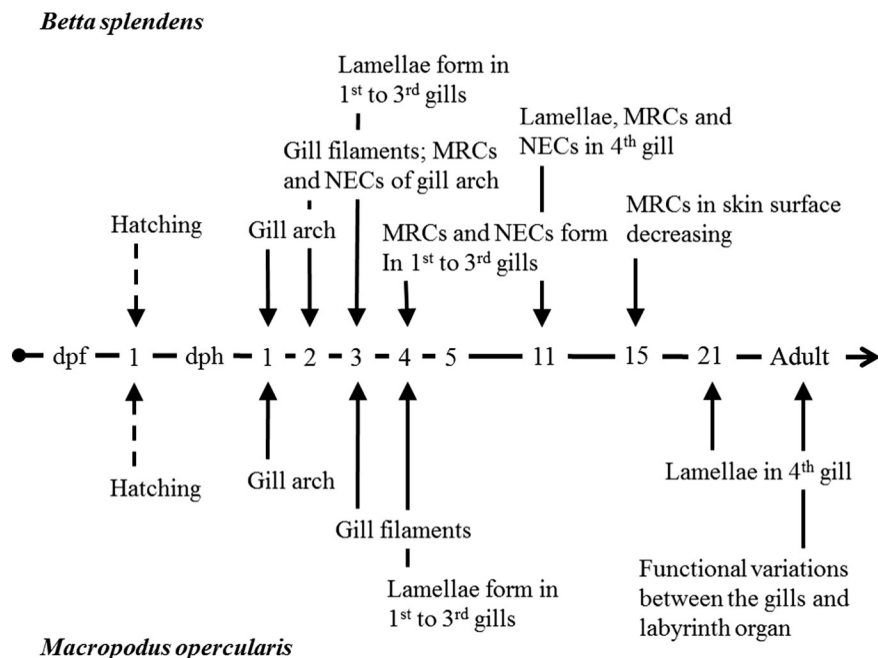 Betta splendens
Lamellae form in
1st to 3rd gills
Gill filaments; MRCs
and NECs of gill arch
Lamellae, MRCs and
NECs in 4th gill
Hatching
Gill arch
MRCs and NECs form
In 1st to 3rd gills
MRCs in skin surface
decreasing
dpf 1 dph 1 2 3 4 5 11 15 21 Adult
Hatching
Gill arch
Gill filaments
Lamellae form in
1st to 3rd gills
Lamellae in 4th gill
Functional variations
between the gills and
labyrinth organ
Macropodus opercularis